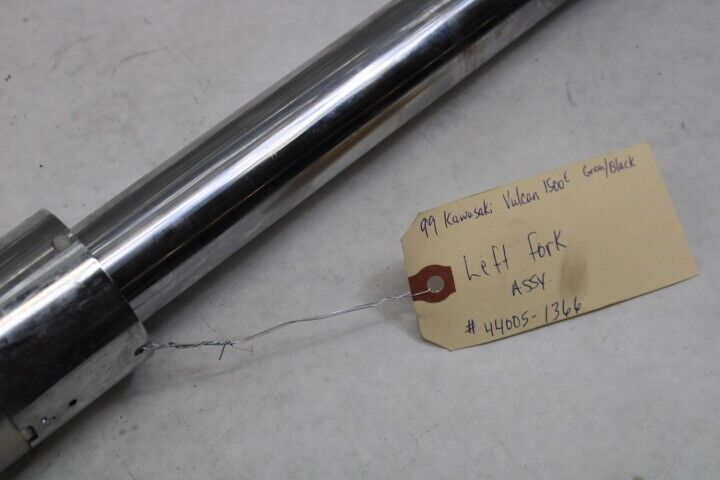 99 Kawasaki Vulcan 1500E Green/Black
Left Fork
ASSY.
# 44005-1366